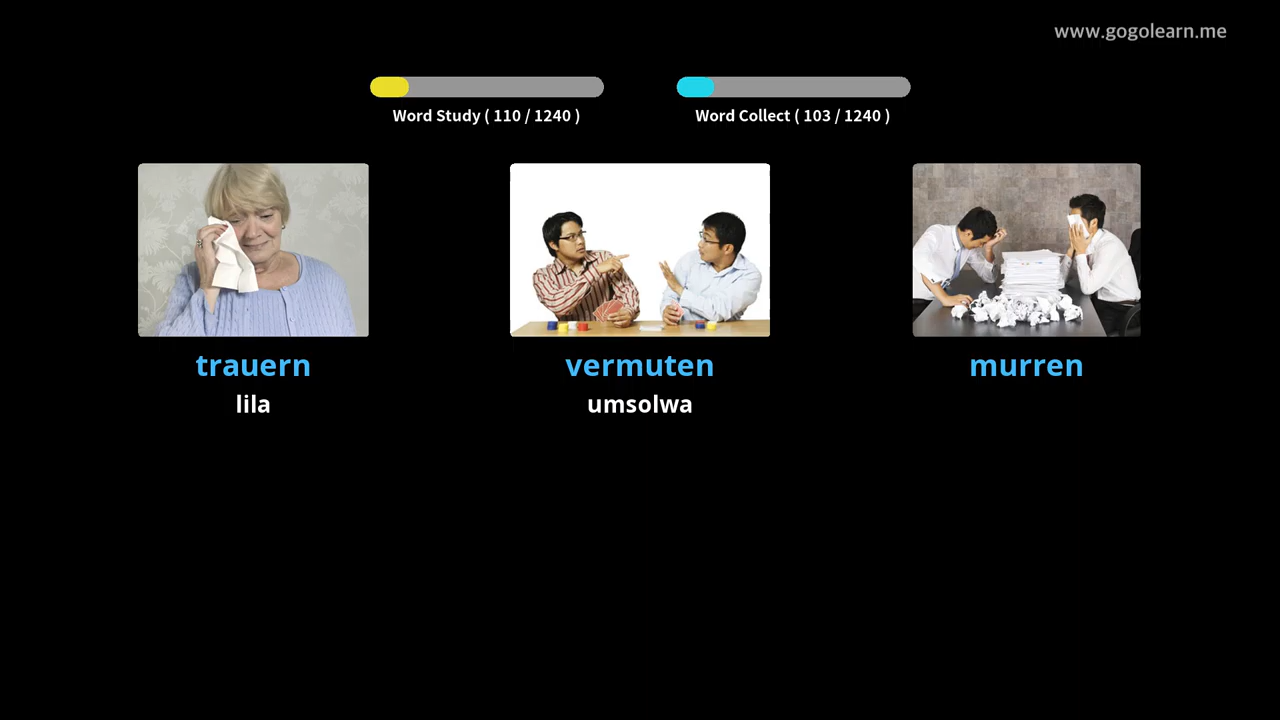 www.gogolearn.me
Word Study ( 110 / 1240 )
Word Collect ( 103 / 1240 )
trauern
vermuten
murren
lila
umsolwa